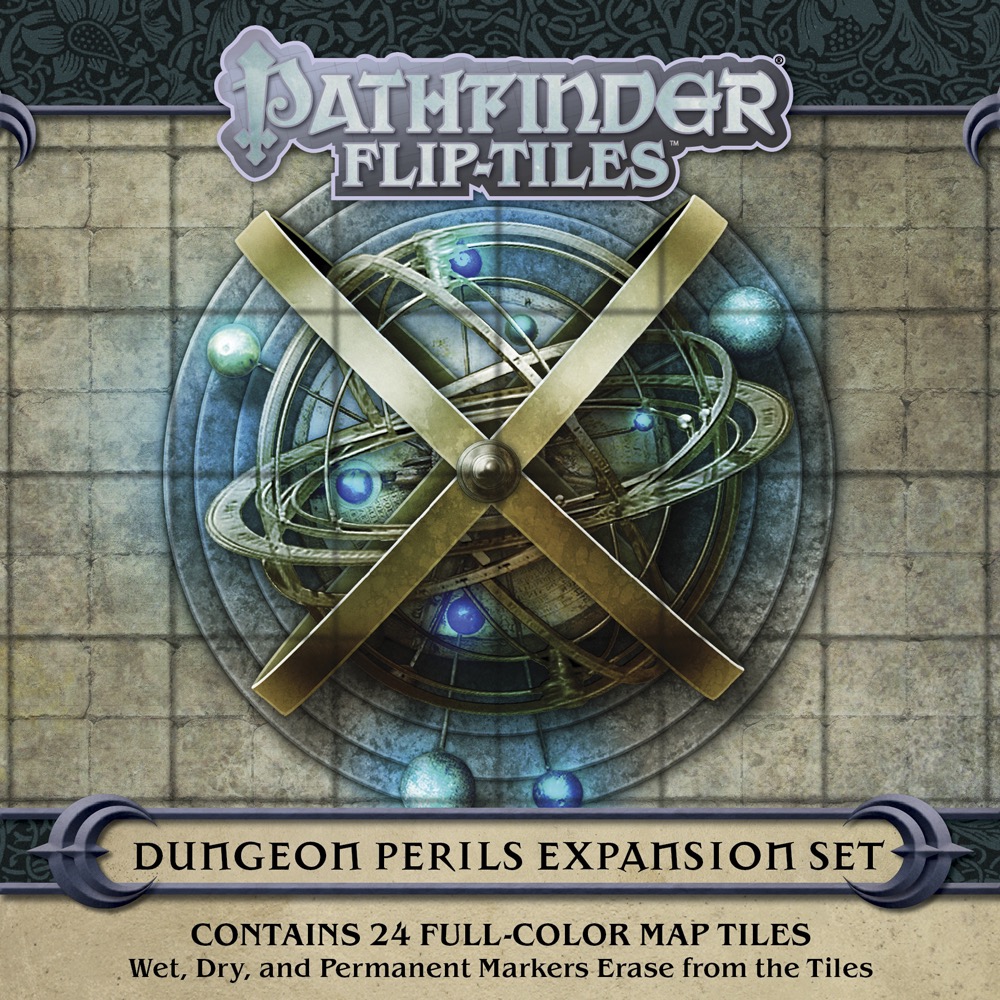 PATHFINDER®
FLIP-TILES™
DUNGEON PERILS EXPANSION SET
CONTAINS 24 FULL-COLOR MAP TILES
Wet, Dry, and Permanent Markers Erase from the Tiles